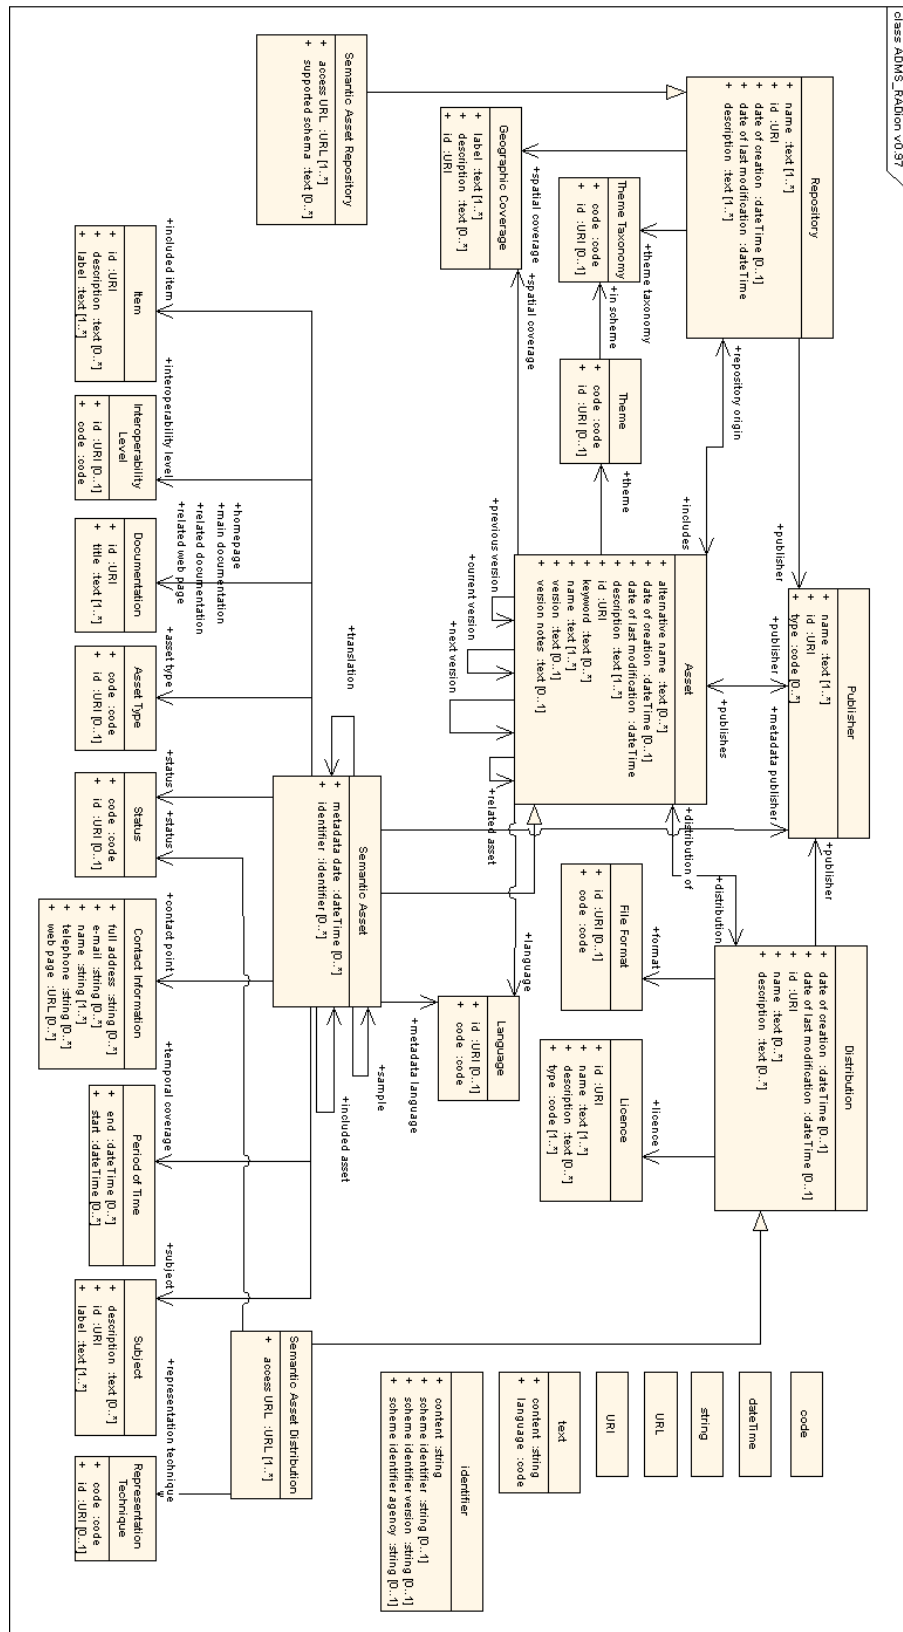 class ADMS_RADion v0.97
Repository
+ name :text [1..*]
+ id :URI
+ date of creation :dateTime [0..1]
+ date of last modification :dateTime
+ description :text [1..*]
+publisher
Publisher
+ name :text [1..*]
+ id :URI
+ type :code [0..*]
+publisher
Distribution
+ date of creation :dateTime [0..1]
+ date of last modification :dateTime [0..1]
+ id :URI
+ name :text [0..*]
+ description :text [0..*]
code
dateTime
string
URL
URI
text
+ content :string
+ language :code
identifier
+ content :string
+ scheme identifier :string [0..1]
+ scheme identifier version :string [0..1]
+ scheme identifier agency :string [0..1]
+repository origin
+includes
+publisher
+publishes
+metadata publisher
+distribution of
+distribution
+spatial coverage
+theme taxonomy
Theme Taxonomy
+ code :code
+ id :URI [0..1]
+in scheme
Theme
+ code :code
+ id :URI [0..1]
+theme
Asset
+ alternative name :text [0..*]
+ date of creation :dateTime [0..1]
+ date of last modification :dateTime
+ description :text [1..*]
+ id :URI
+ keyword :text [0..*]
+ name :text [1..*]
+ version :text [0..1]
+ version notes :text [0..1]
+previous version
+current version
+next version
+related asset
+format
File Format
+ id :URI [0..1]
+ code :code
+licence
Licence
+ id :URI
+ name :text [1..*]
+ description :text [0..*]
+ type :code [1..*]
Geographic Coverage
+ label :text [1..*]
+ description :text [0..*]
+ id :URI
+spatial coverage
+language
Language
+ id :URI [0..1]
+ code :code
+metadata language
Semantic Asset Repository
+ access URL :URL [1..*]
+ supported schema :text [0..*]
+translation
Semantic Asset
+ metadata date :dateTime [0..*]
+ identifier :identifier [0..*]
+sample
+included asset
Semantic Asset Distribution
+ access URL :URL [1..*]
+included item
+interoperability level
+homepage
+main documentation
+related documentation
+related web page
+asset type
+status
+status
+contact point
+temporal coverage
+subject
+representation technique
Item
+ id :URI
+ description :text [0..*]
+ label :text [1..*]
Interoperability
Level
+ id :URI [0..1]
+ code :code
Documentation
+ id :URI
+ title :text [1..*]
Asset Type
+ code :code
+ id :URI [0..1]
Status
+ code :code
+ id :URI [0..1]
Contact Information
+ full address :string [0..*]
+ e-mail :string [0..*]
+ name :string [1..*]
+ telephone :string [0..*]
+ web page :URL [0..*]
Period of Time
+ end :dateTime [0..*]
+ start :dateTime [0..*]
Subject
+ description :text [0..*]
+ id :URI
+ label :text [1..*]
Representation
Technique
+ code :code
+ id :URI [0..1]